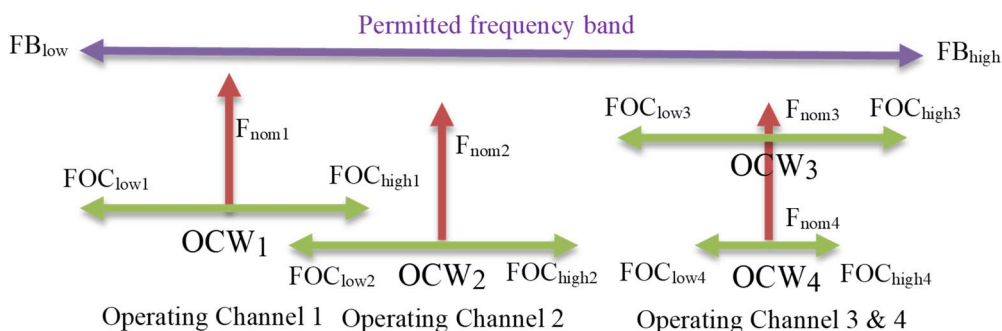 Permitted frequency band
FBlow
FBhigh
Fnom1
Fnom2
FOClow3
Fnom3
FOChigh3
OCW3
FOClow1
FOChigh1
Fnom4
OCW1
FOClow2
OCW2
FOChigh2
FOClow4
OCW4
FOChigh4
Operating Channel 1
Operating Channel 2
Operating Channel 3 & 4